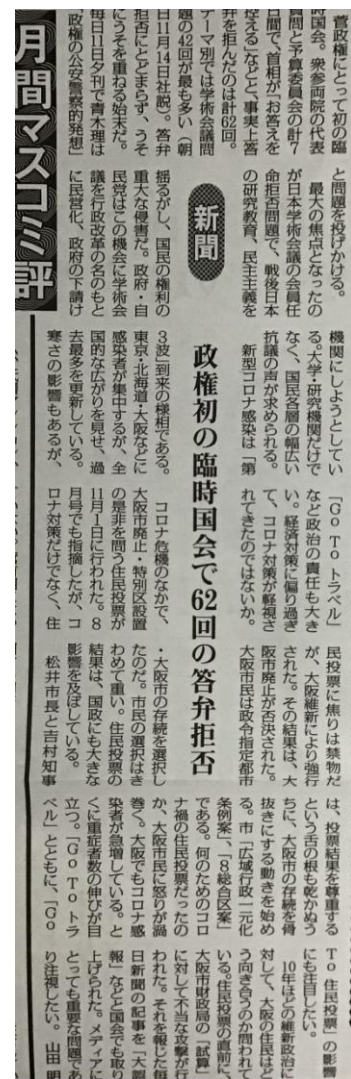 月間マスコミ評
新聞
政権初の臨時国会で62回の答弁拒否
菅政権にとって初の臨
時国会。衆参両院の代表
質問と予算委員会の計7
日間で、首相が「お答えを
控える」などと、事実上答
弁を拒んだのは計62回。
テーマ別では学術会議問
題の42回が最も多い(朝
日11月14日社説)。答弁
拒否にとどまらず、うそ
にうそを重ねる始末だ。
毎日11日夕刊で青木理は
「政権の公安警察的発想」
と問題を投げかける。
最大の焦点となったの
が日本学術会議の会員任
命拒否問題で、戦後日本
の研究教育、民主主義を
揺るがし、国民の権利の
重大な侵害だ。政府・自
民党はこの機会に学術会
議を行政改革の名のもと
に民営化、政府の下請け
機関にしようとしてい
る。大学・研究機関だけで
なく、国民各層の幅広い
抗議の声が求められる。
新型コロナ感染は「第
3波」到来の様相である。
東京・北海道・大阪などに
感染者が集中するが、全
国的な広がりを見せ、過
去最多を更新している。
寒さの影響もあるが、
「Go To トラベル」
など政治の責任も大き
い。経済対策に偏り過ぎ
て、コロナ対策が軽視さ
れてきたのではないか。
コロナ危機のなかで、
大阪市廃止・特別区設置
の是非を問う住民投票が
11月1日に行われた。8
月号でも指摘したが、コ
ロナ対策だけでなく、住
民投票に焦りは禁物だ
が、大阪維新により強行
された。その結果は、大
阪市廃止が否決された。
大阪市民は政令指定都市
・大阪市の存続を選択し
たのだ。市民の選択はき
わめて重い。住民投票の
結果は、国政にも大きな
影響を及ぼしている。
松井市長と吉村知事
は、投票結果を尊重する
という舌の根も乾かぬう
ちに、大阪市の存続を骨
抜きにする動きを始め
る。市「広域行政一元化
条例案」、「8総合区案」
である。何のためのコロ
ナ禍の住民投票だったの
か、大阪市民に怒りが渦
巻く。大阪でもコロナ感
染者が急増している。と
くに重症者数の伸びが目
立つ。「Go To トラ
ベル」とともに、「Go
To 住民投票」の影響
にも注目したい。
10年ほどの維新政治に
対して、大阪の住民はど
う向き合うのか問われて
いる。住民投票の直前に、
大阪市財政局の「試算」
に対して不当な攻撃が行
われた。それを報じた毎
日新聞の記事を「大誤
報」などと国会でも取り
上げられた。メディアに
とっても重要な問題であ
り注視したい。山田 明